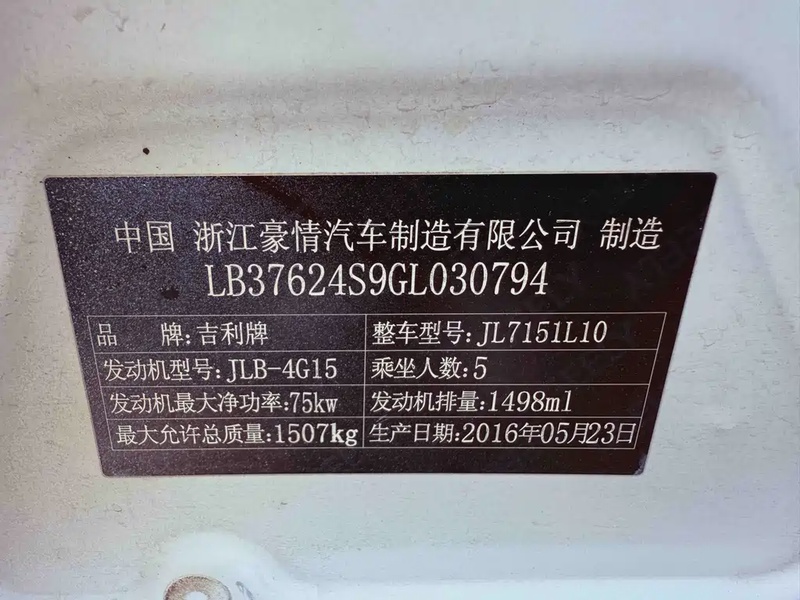 中国 浙江豪情汽车制造有限公司 制造
LB37624S9GL030794
品 牌:吉利牌 整车型号:JL7151L10
发动机型号:JLB-4G15 乘坐人数:5
发动机最大净功率:75kw 发动机排量:1498ml
最大允许总质量:1507kg 生产日期:2016年05月23日